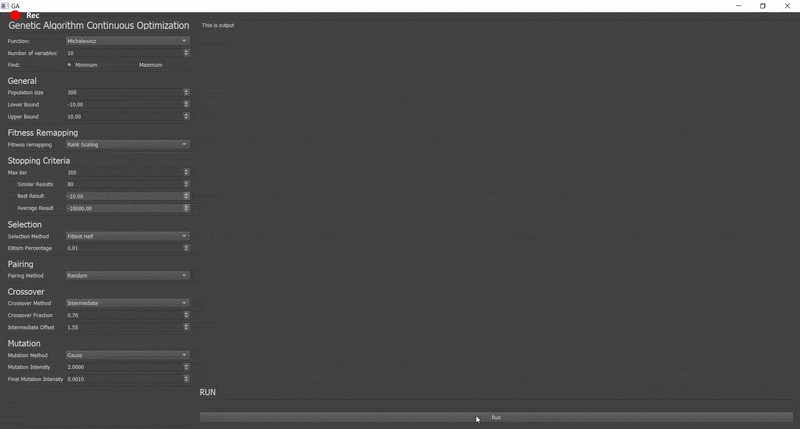 GA
Rec
Genetic Algorithm Continuous Optimization
Function: Michalewicz
Number of variables: 10
Find: Minimum Maximum
General
Population size 300
Lower Bound -10.00
Upper Bound 10.00
Fitness Remapping
Fitness remapping Rank Scaling
Stopping Criteria
Max iter 300
Similar Results 80
Best Result -10.00
Average Result -10000.00
Selection
Selection Method Fittest Half
Elitism Percentage 0.01
Pairing
Pairing Method Random
Crossover
Crossover Method Intermediate
Crossover Fraction 0.70
Intermediate Offset 1.55
Mutation
Mutation Method Gauss
Mutation Intensity 2.0000
Final Mutation Intensity 0.0010
This is output
RUN
Run